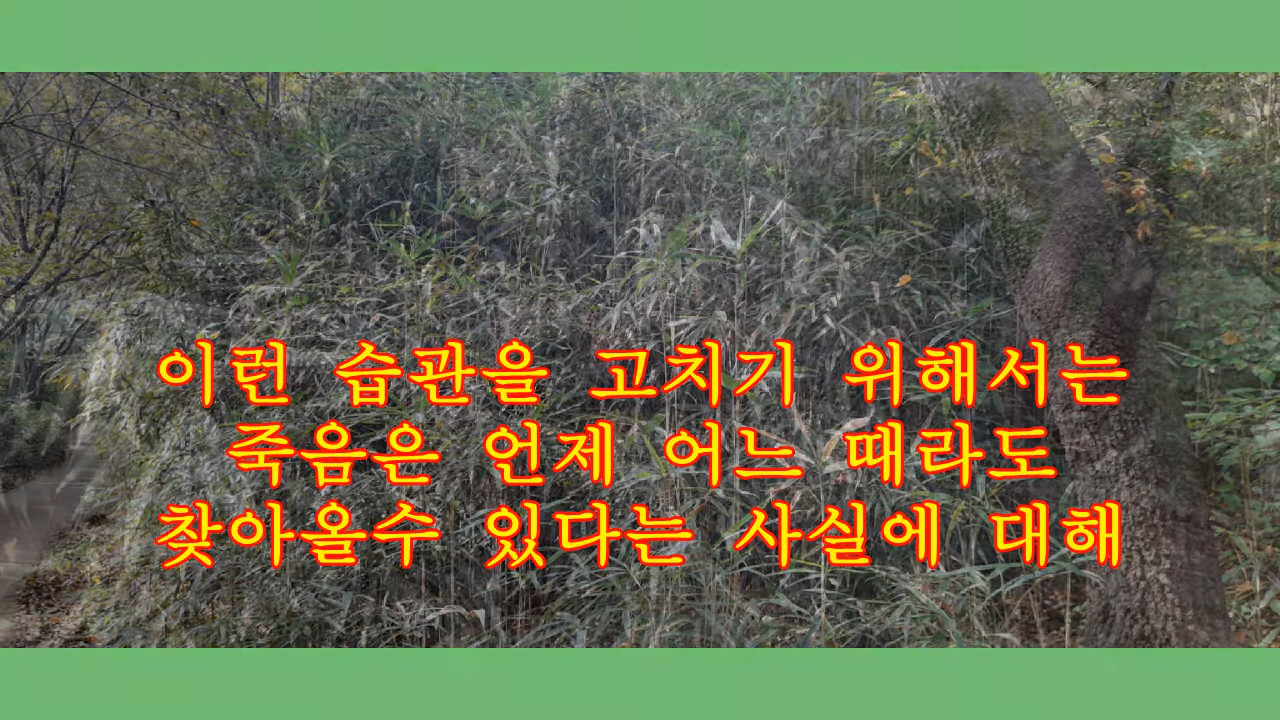 이런 습관을 고치기 위해서는
죽음은 언제 어느 때라도
찾아올수 있다는 사실에 대해